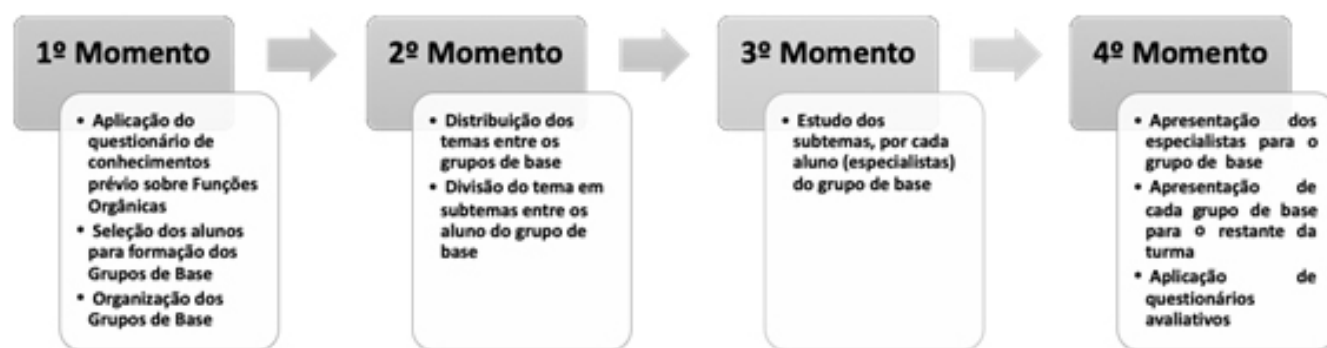 1º Momento
• Aplicação do
questionário de
conhecimentos
prévio sobre Funções
Orgânicas
• Seleção dos alunos
para formação dos
Grupos de Base
• Organização dos
Grupos de Base
2º Momento
• Distribuição dos
temas entre os
grupos de base
• Divisão do tema em
subtemas entre os
aluno do grupo de
base
3º Momento
• Estudo dos
subtemas, por cada
aluno (especialistas)
do grupo de base
4º Momento
• Apresentação dos
especialistas para o
grupo de base
• Apresentação de
cada grupo de base
para o restante da
turma
• Aplicação de
questionários
avaliativos